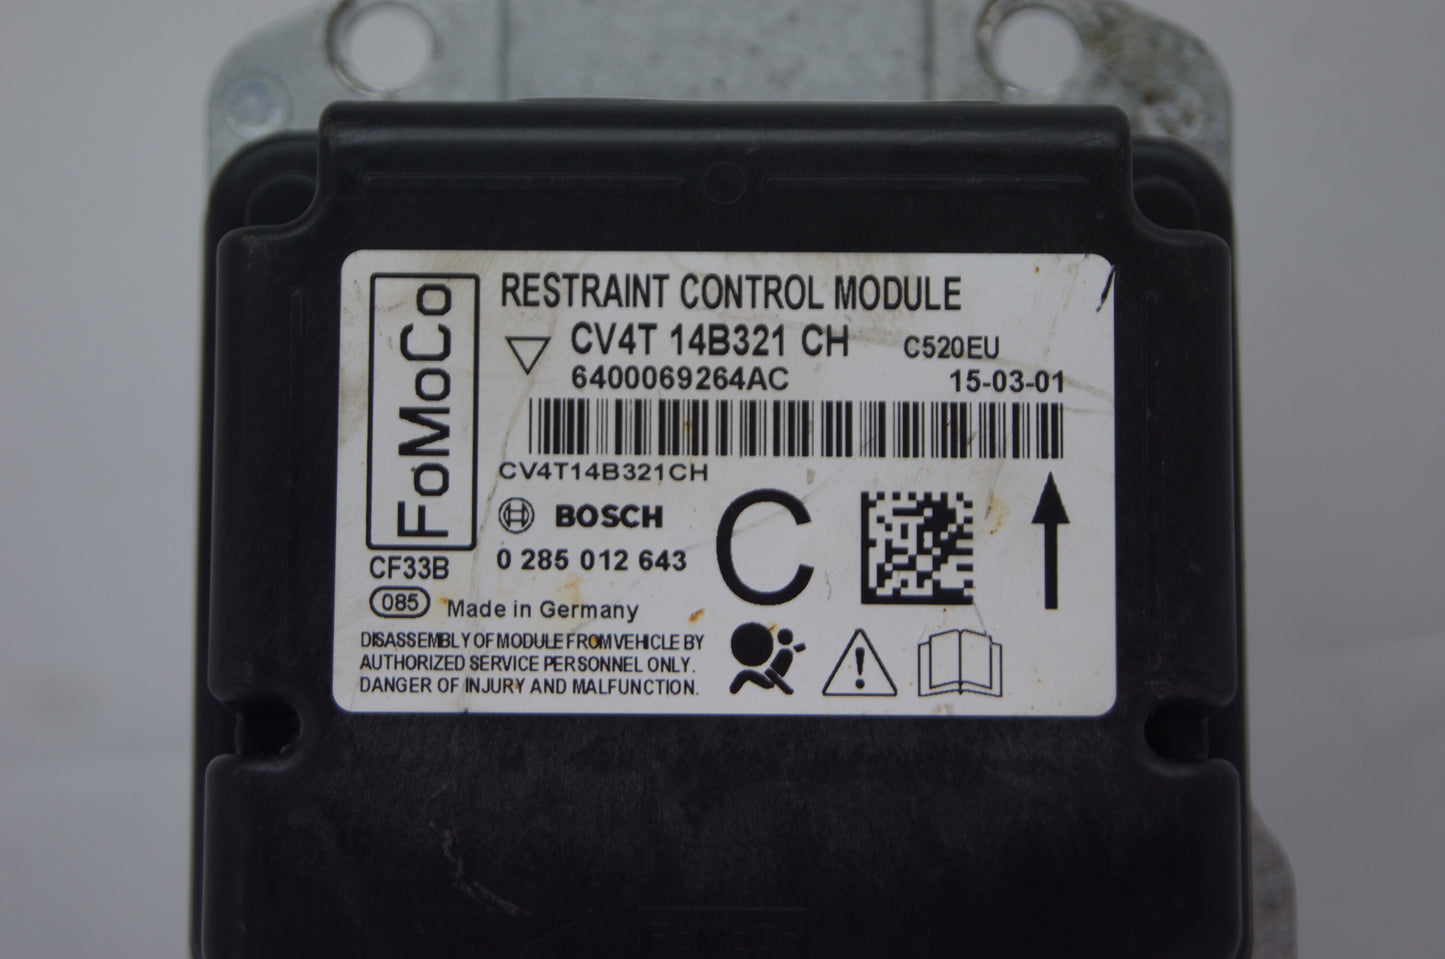 FoMoCo
RESTRAINT CONTROL MODULE
CV4T 14B321 CH C520EU
6400069264AC 15-03-01
CV4T14B321CH
BOSCH
C
0 285 012 643
CF33B
085 Made in Germany
DISASSEMBLY OF MODULE FROM VEHICLE BY
AUTHORIZED SERVICE PERSONNEL ONLY.
DANGER OF INJURY AND MALFUNCTION.
FoMoCo